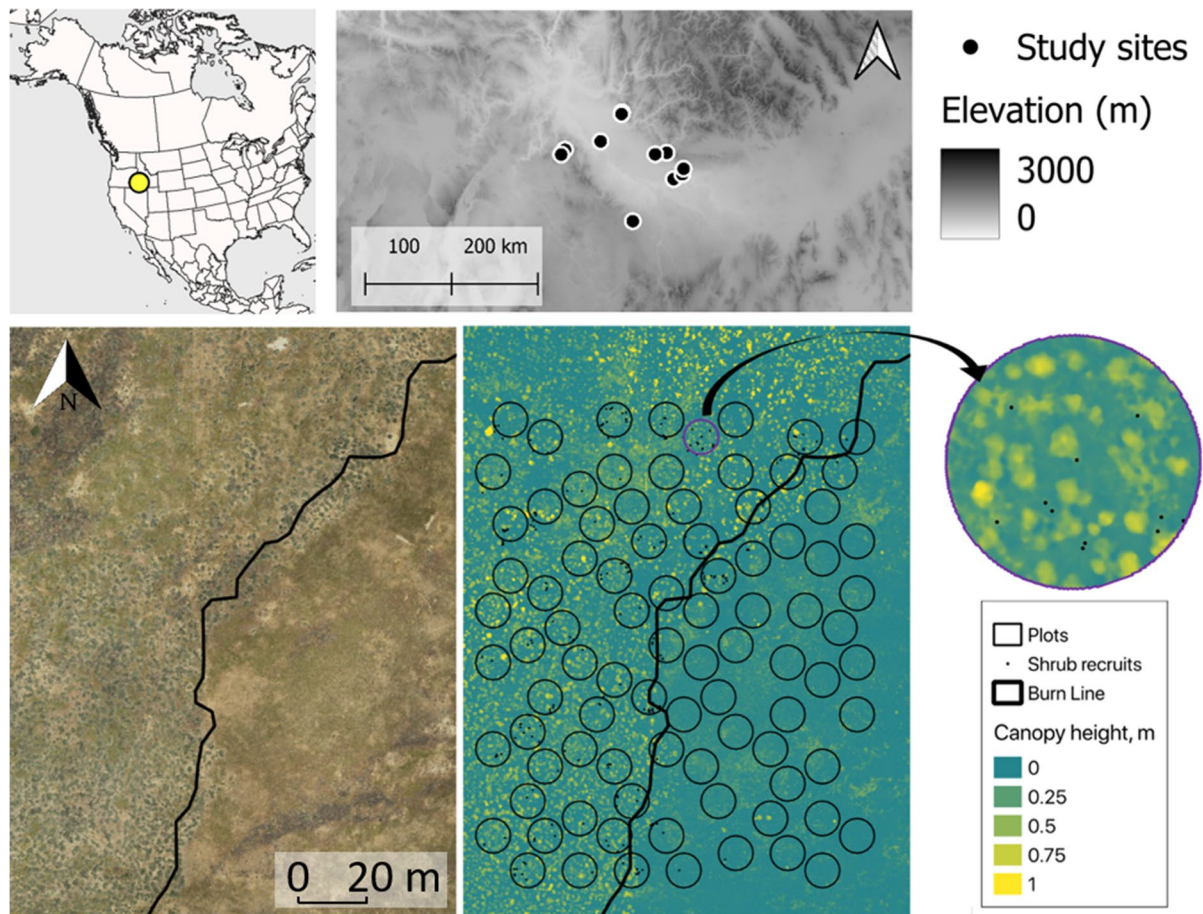 Study sites
Elevation (m)
3000
0
100 200 km
N
0 20 m
Plots
Shrub recruits
Burn Line
Canopy height, m
0
0.25
0.5
0.75
1